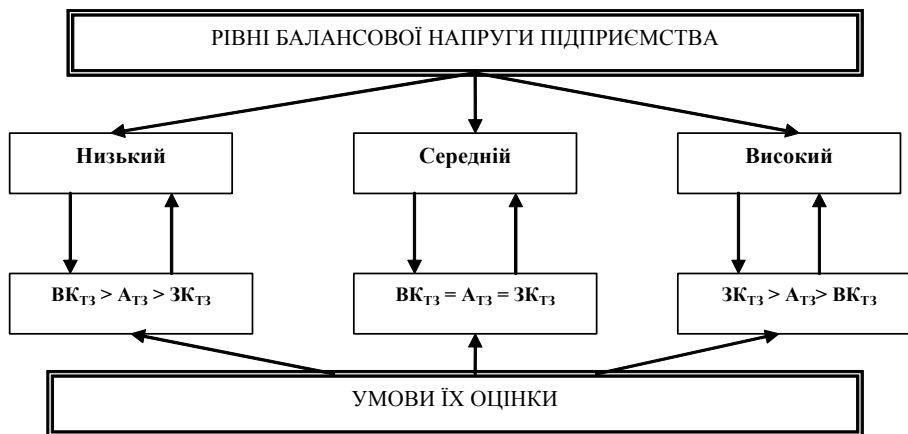 РІВНІ БАЛАНСОВОЇ НАПРУГИ ПІДПРИЄМСТВА
Низький
Середній
Високий
ВКТЗ > АТЗ > ЗКТЗ
ВКТЗ = АТЗ = ЗКТЗ
ЗКТЗ > АТЗ> ВКТЗ
УМОВИ ЇХ ОЦІНКИ